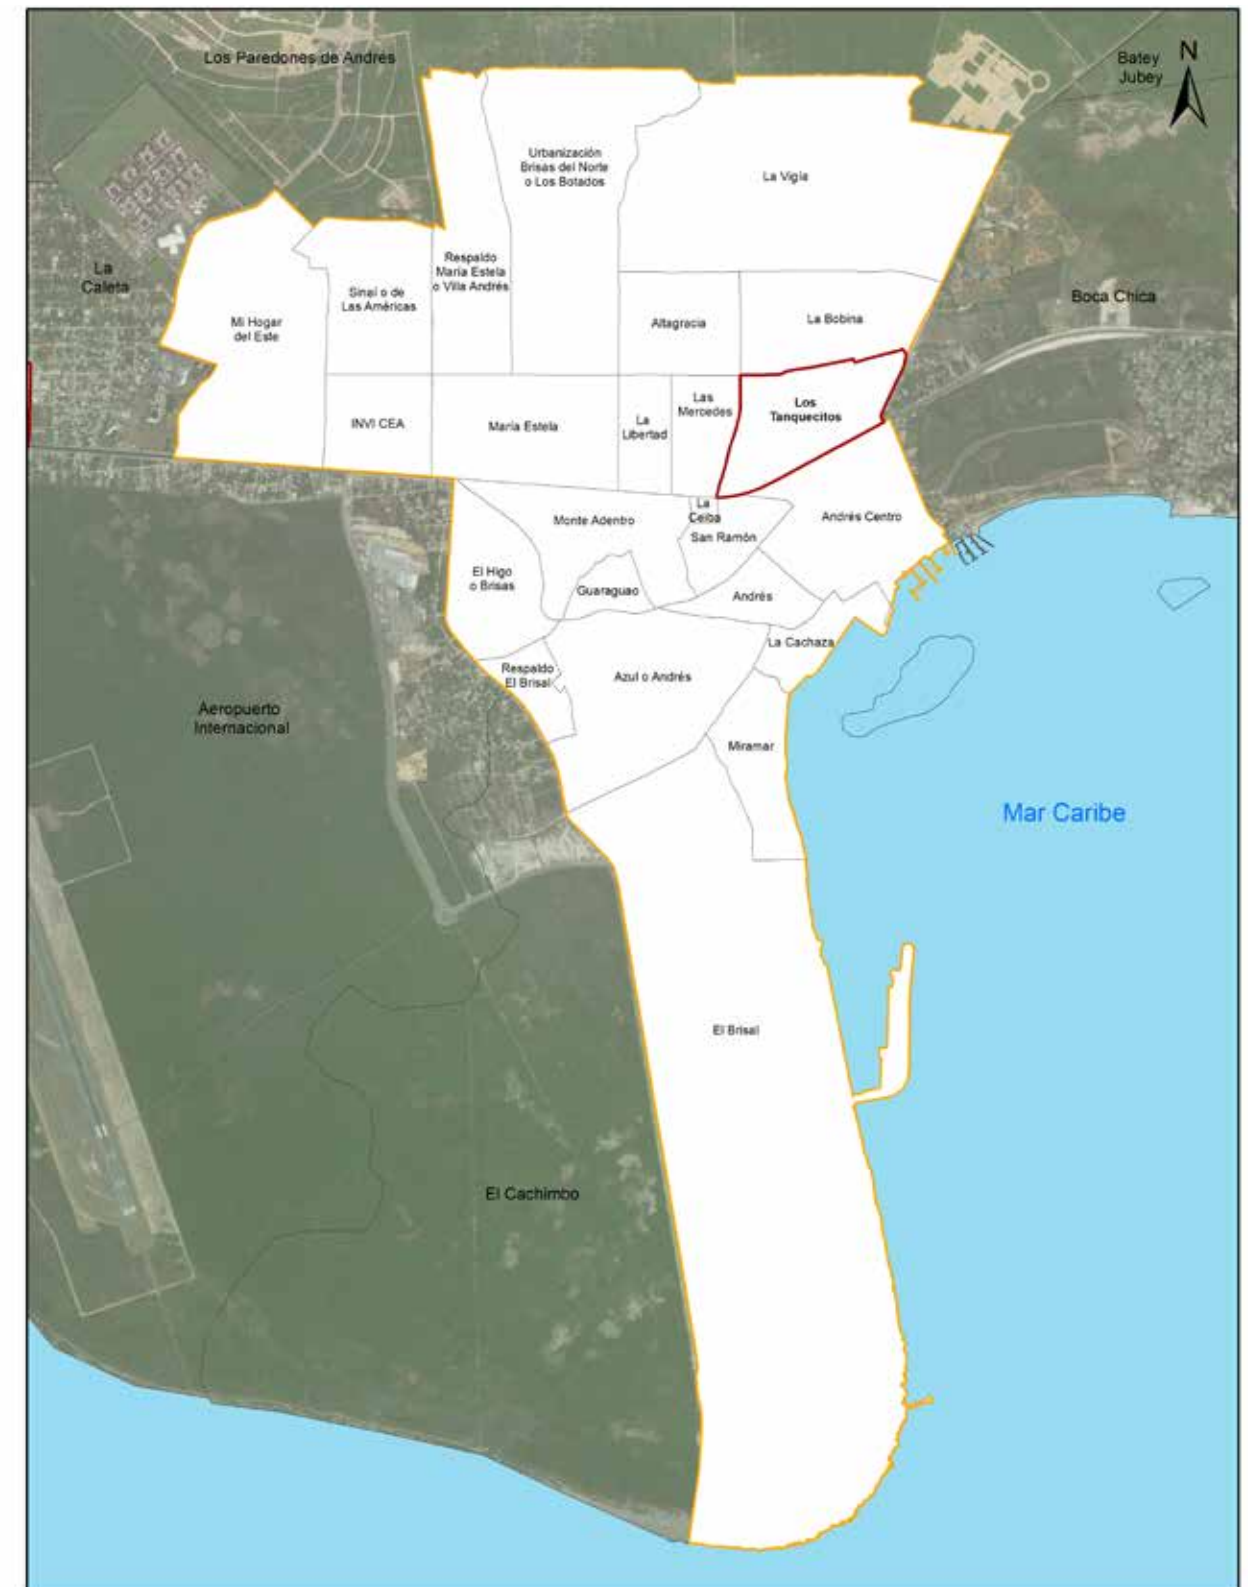 Los Paredones de Andrés
Batey
Jubey
N
Urbanización
Brisas del Norte
o Los Botados
La Vigía
La
Caleta
Respaldo
María Estela
o Villa Andrés
Sinaí o de
Las Américas
Boca Chica
Mi Hogar
del Este
Altagracia
La Bobina
Las
Mercedes
Los
Tanquecitos
INVI CEA
María Estela
La
Libertad
La
Ceiba
Monte Adentro
Andrés Centro
San Ramón
El Higo
o Brisas
Guaraguao
Andrés
La Cachaza
Respaldo
El Brisal
Azul o Andrés
Aeropuerto
Internacional
Miramar
Mar Caribe
El Brisal
El Cachimbo